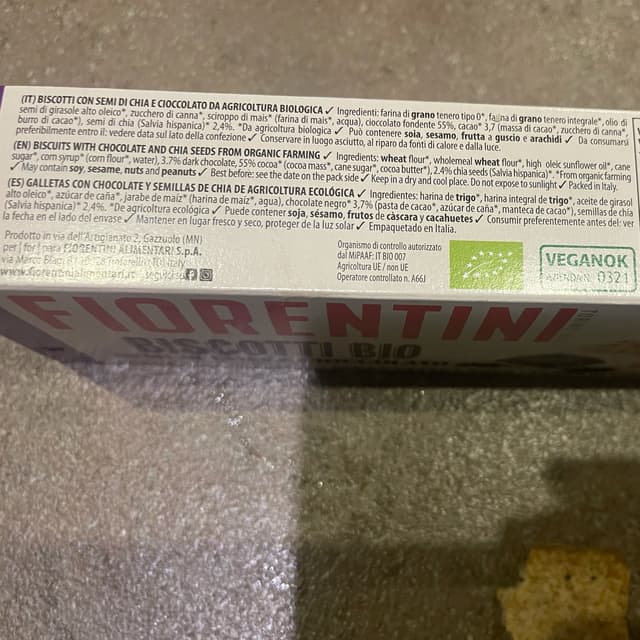 (IT) BISCOTTI CON SEMI DI CHIA E CIOCCOLATO DA AGRICOLTURA BIOLOGICA ✓ Ingredienti: farina di grano tenero tipo 0*, farina di grano tenero integrale*, olio di
semi di girasole alto oleico*, zucchero di canna*, sciroppo di mais* (farina di mais*, acqua), cioccolato fondente 55%, cacao* 3,7 (massa di cacao*, zucchero di canna*,
burro di cacao*), semi di chia (Salvia hispanica)* 2,4%. *Da agricoltura biologica ✓ Può contenere soia, sesamo, frutta a guscio e arachidi ✓ Da consumarsi
preferibilmente entro il: vedere data sul lato della confezione ✓ Conservare in luogo asciutto, al riparo da fonti di calore e dalla luce.
(EN) BISCUITS WITH CHOCOLATE AND CHIA SEEDS FROM ORGANIC FARMING ✓ Ingredients: wheat flour*, wholemeal wheat flour*, high oleic sunflower oil*, cane
sugar*, corn syrup* (corn flour*, water), 3.7% dark chocolate, 55% cocoa* (cocoa mass*, cane sugar*, cocoa butter*), 2.4% chia seeds (Salvia hispanica)*. *From organic farming
✓ May contain soy, sesame, nuts and peanuts ✓ Best before: see the date on the pack side ✓ Keep in a dry and cool place. Do not expose to sunlight ✓ Packed in Italy.
(ES) GALLETAS CON CHOCOLATE Y SEMILLAS DE CHIA DE AGRICULTURA ECOLÓGICA ✓ Ingredientes: harina de trigo*, harina integral de trigo*, aceite de girasol
alto oleico*, azúcar de caña*, jarabe de maíz* (harina de maíz*, agua), chocolate negro* 3,7% (pasta de cacao*, azúcar de caña*, manteca de cacao*), semillas de chía
(Salvia hispanica)* 2,4%. *De agricultura ecológica ✓ Puede contener soja, sésamo, frutos de càscara y cacahuetes ✓ Consumir preferentemente antes del: ver
la fecha en el lado del envase ✓ Mantener en lugar fresco y seco, proteger de la luz solar ✓ Empaquetado en Italia.
Prodotto in via dell'Artigianato 2, Gazzuolo (MN)
per | for | para FIORENTINI ALIMENTARI S.p.A.
via Marco
www.fiorentinialimentari.it
Organismo di controllo autorizzato
dal MiPAAF: IT BIO 007
Agricoltura UE / non UE
Operatore controllato n. A66J
VEGANOK
AZIENDA N. 0321
FIORENTINI
BISCOTTI BIO